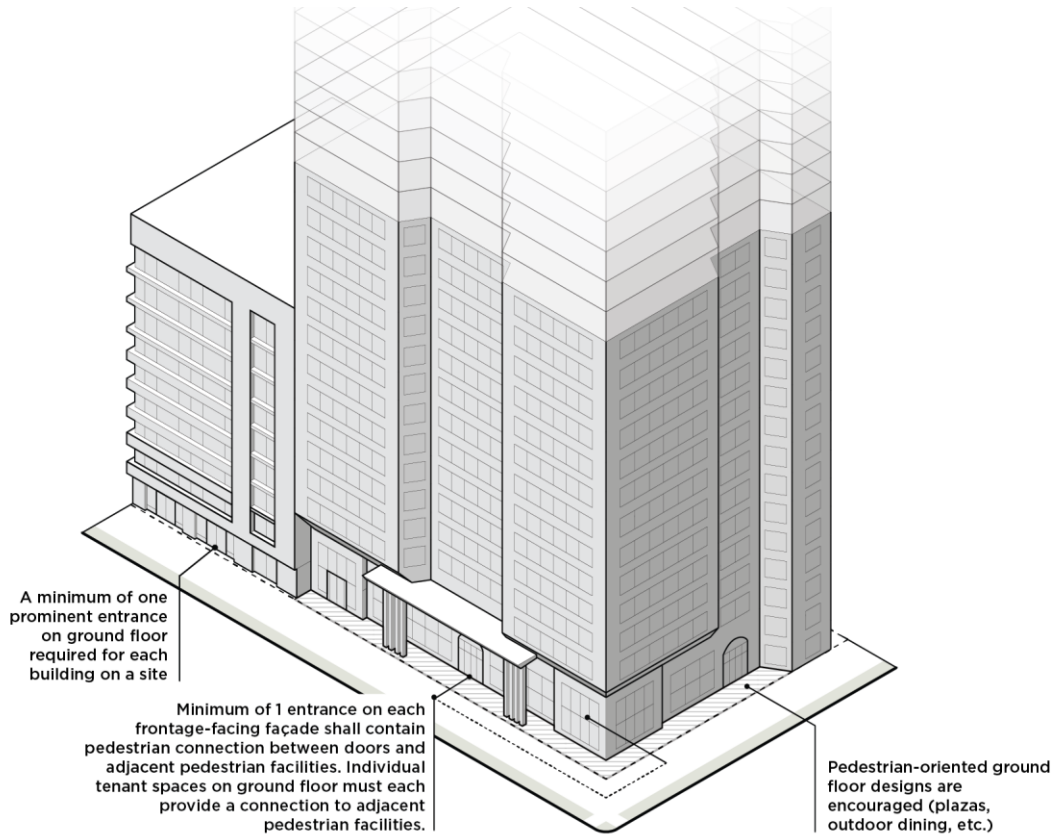 A minimum of one
prominent entrance
on ground floor
required for each
building on a site
Minimum of 1 entrance on each
frontage-facing façade shall contain
pedestrian connection between doors and
adjacent pedestrian facilities. Individual
tenant spaces on ground floor must each
provide a connection to adjacent
pedestrian facilities.
Pedestrian-oriented ground
floor designs are
encouraged (plazas,
outdoor dining, etc.)